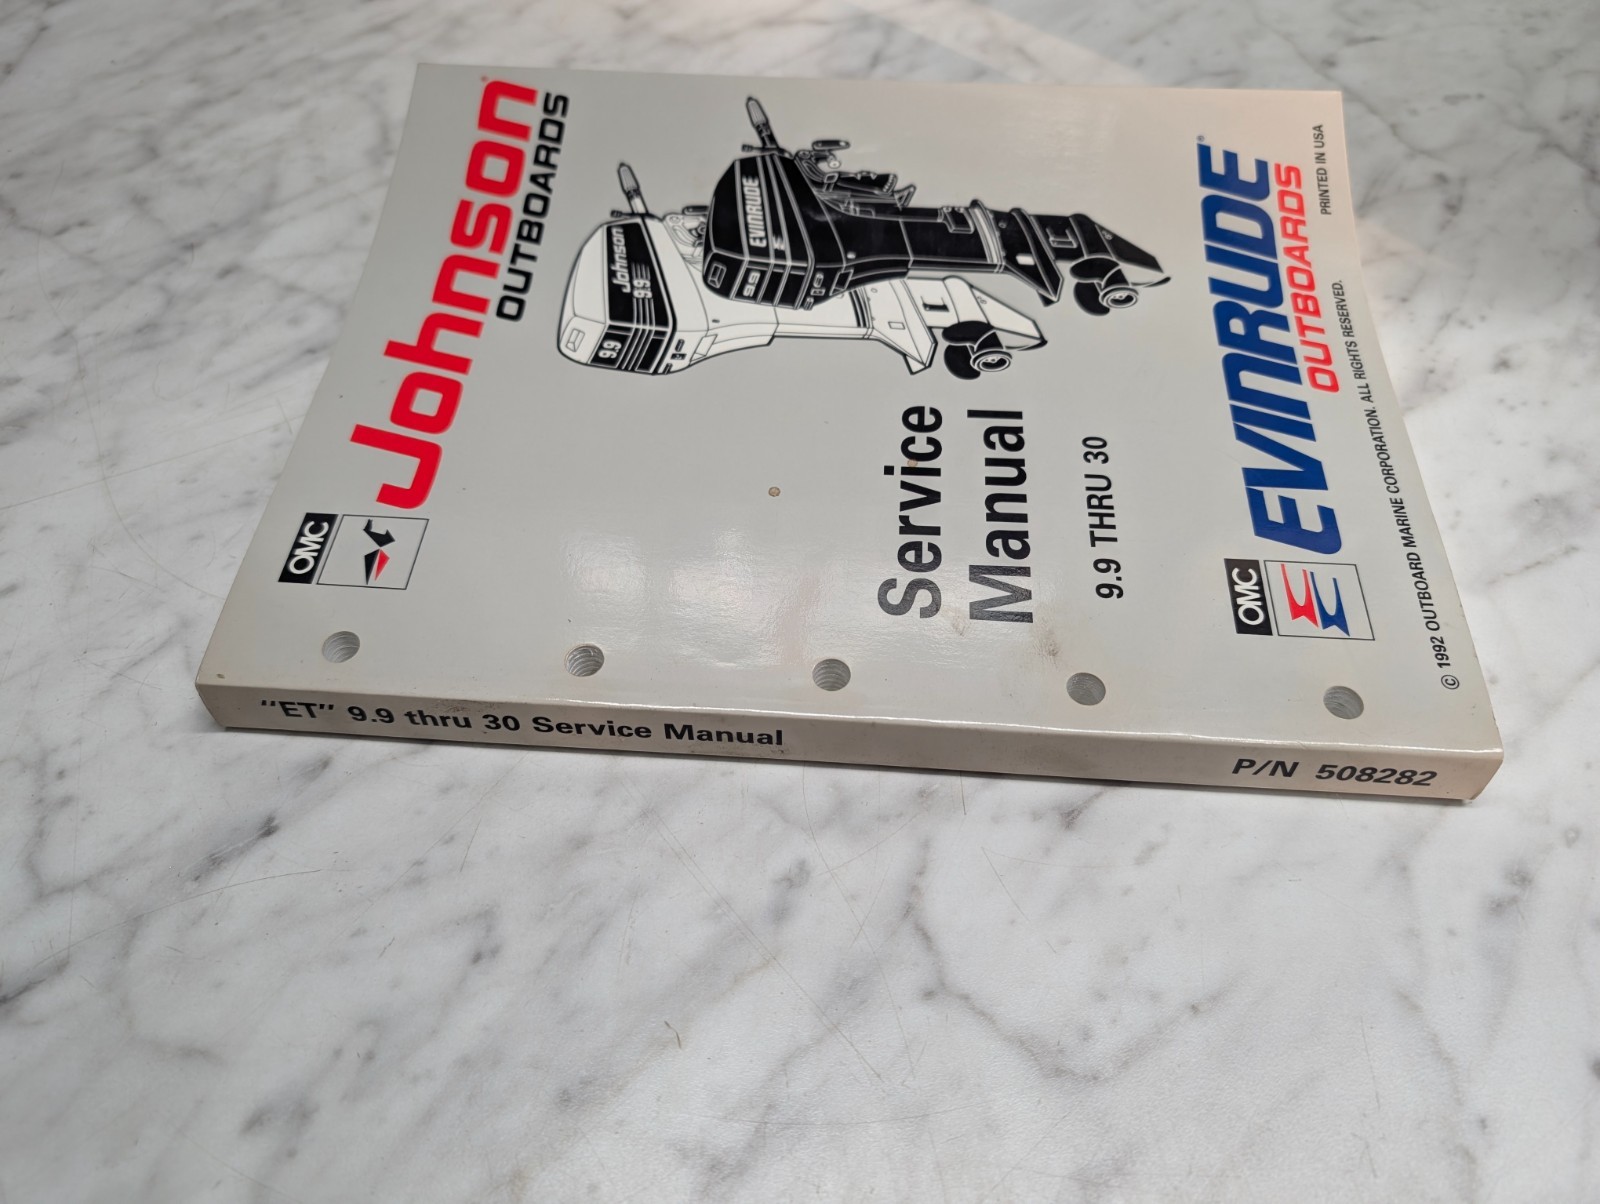 OMC
Johnson
OUTBOARDS
Johnson
9.9
9.9
EVINRUDE
9.9
Service
Manual
9.9 THRU 30
OMC
EVINRUDE®
OUTBOARDS
© 1992 OUTBOARD MARINE CORPORATION. ALL RIGHTS RESERVED.
PRINTED IN USA
"ET" 9.9 thru 30 Service Manual
P/N 508282